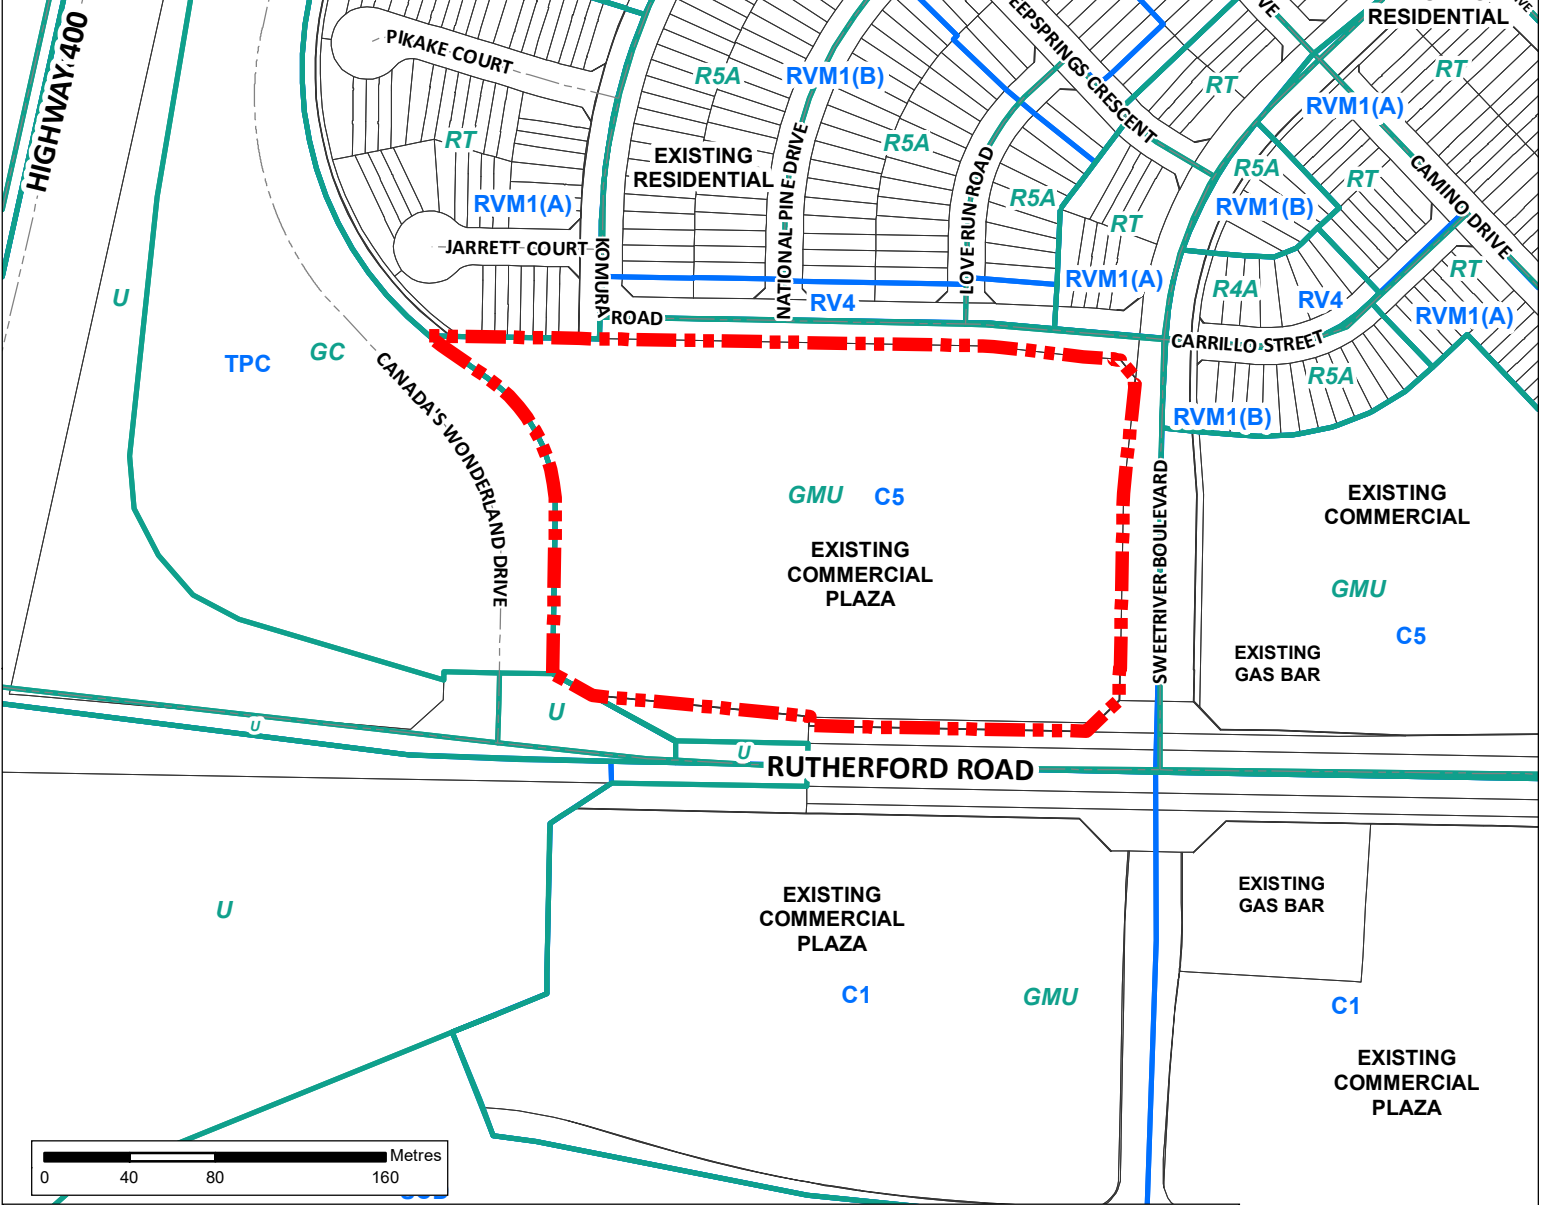 HIGHWAY 400
PIKAKE COURT
R5A
RVM1(B)
EEPSPRINGS CRESCENT
RT
RESIDENTIAL
RT
RVM1(A)
RT
EXISTING
RESIDENTIAL
NATIONAL PINE DRIVE
R5A
LOVE RUN ROAD
R5A
RT
R5A
RVM1(B)
RT
CAMINO DRIVE
RVM1(A)
JARRETT COURT
KOMURA
ROAD
RV4
RVM1(A)
R4A
RV4
RT
RVM1(A)
CARRILLO STREET
R5A
RVM1(B)
U
TPC
GC
CANADA'S WONDERLAND DRIVE
GMU
C5
EXISTING
COMMERCIAL
PLAZA
SWEETRIVER BOULEVARD
EXISTING
COMMERCIAL
GMU
C5
EXISTING
GAS BAR
U
U
U
RUTHERFORD ROAD
U
EXISTING
COMMERCIAL
PLAZA
C1
GMU
EXISTING
GAS BAR
C1
EXISTING
COMMERCIAL
PLAZA
Metres
0 40 80 160